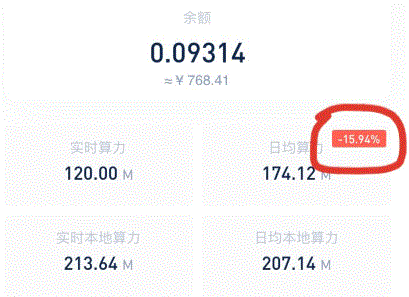 余额
0.09314
≈￥768.41
-15.94%
实时算力
日均算力
120.00 M
174.12 M
实时本地算力
日均本地算力
213.64 M
207.14 M